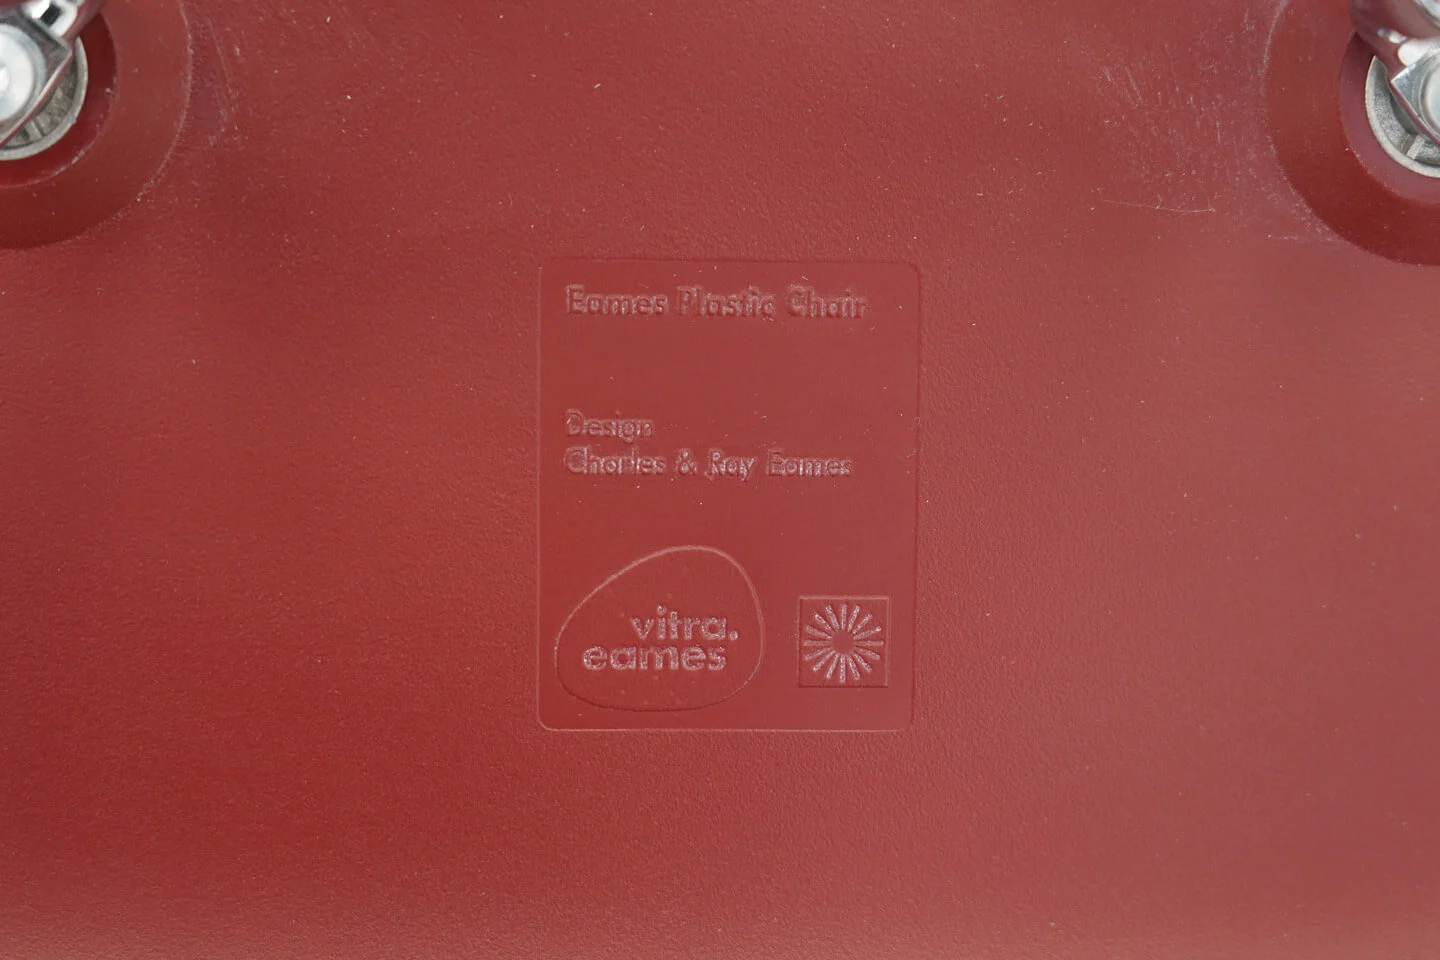 Eames Plastic Chair
Design
Charles & Ray Eames
vitra.
eames